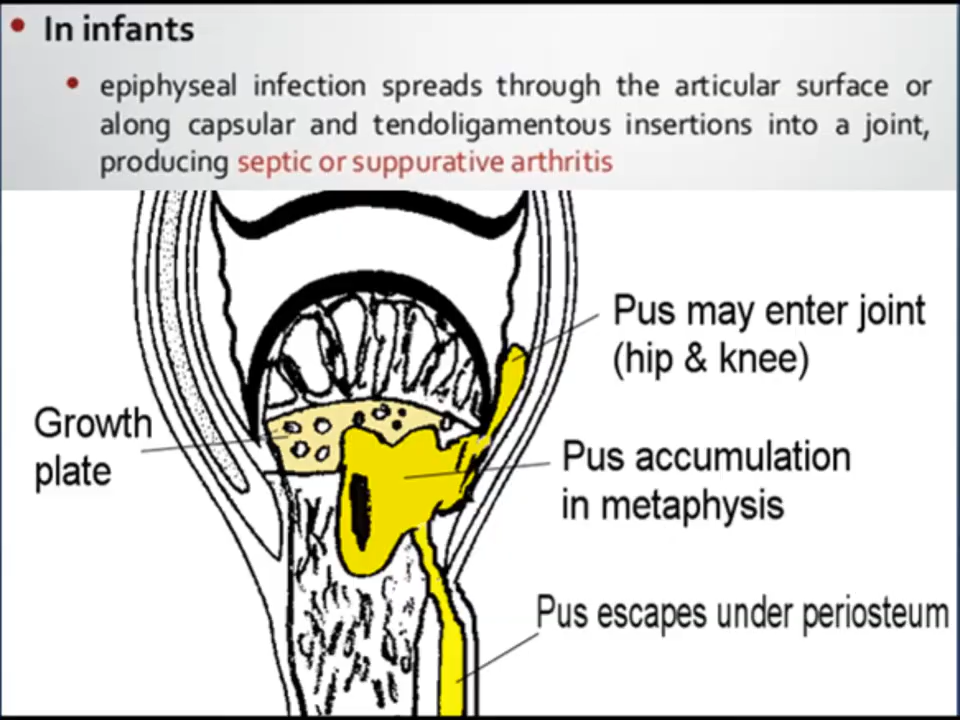 In infants
epiphyseal infection spreads through the articular surface or
along capsular and tendoligamentous insertions into a joint,
producing septic or suppurative arthritis
Pus may enter joint
(hip & knee)
Growth
plate
Pus accumulation
in metaphysis
Pus escapes under periosteum